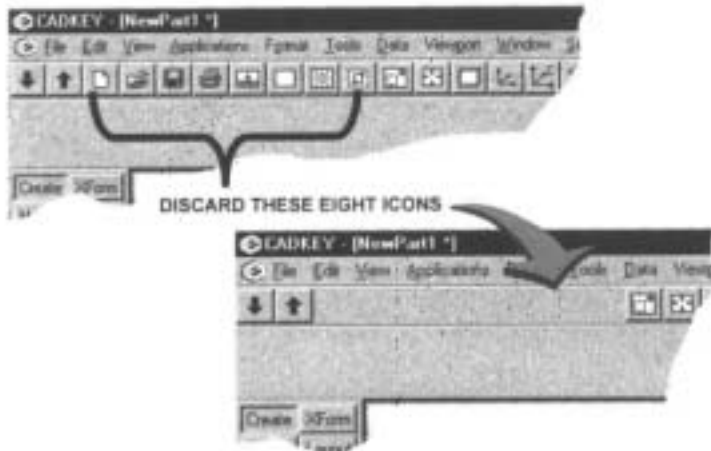 CADKEY - [NewPart1 *]
File Edit View Applications Format Tools Data Viewport Window
Create XForm
DISCARD THESE EIGHT ICONS
CADKEY - [NewPart1 *]
File Edit View Applications Tools Data
Create XForm